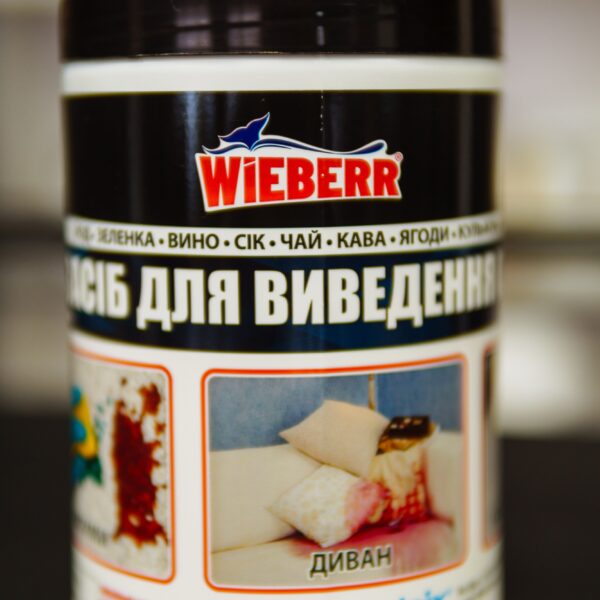 WIEBERR®
ЗЕЛЕНКА • ВИНО • СІК • ЧАЙ • КАВА • ЯГОДИ •
ДЛЯ ВИВЕДЕННЯ
ДИВАН